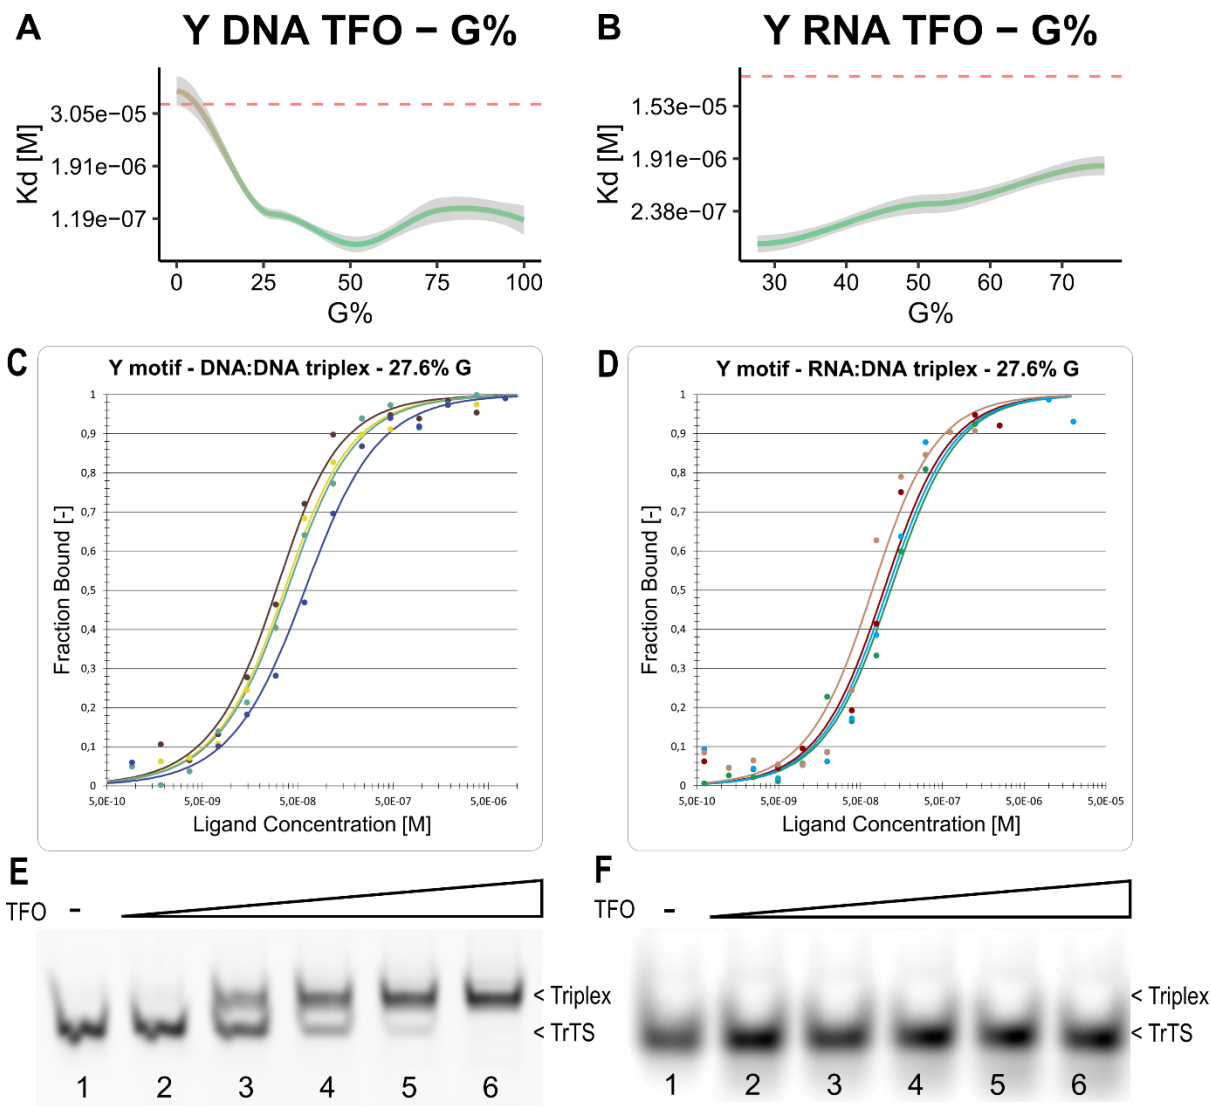 A
Y DNA TFO − G%
Kd [M]
3.05e−05
1.91e−06
1.19e−07
0 25 50 75 100
G%
B
Y RNA TFO − G%
Kd [M]
1.53e−05
1.91e−06
2.38e−07
30 40 50 60 70
G%
C
Y motif - DNA:DNA triplex - 27.6% G
Fraction Bound [-]
1
0,9
0,8
0,7
0,6
0,5
0,4
0,3
0,2
0,1
0
5,0E-10 5,0E-09 5,0E-08 5,0E-07 5,0E-06
Ligand Concentration [M]
D
Y motif - RNA:DNA triplex - 27.6% G
Fraction Bound [-]
1
0,9
0,8
0,7
0,6
0,5
0,4
0,3
0,2
0,1
0
5,0E-10 5,0E-09 5,0E-08 5,0E-07 5,0E-06 5,0E-05
Ligand Concentration [M]
E
TFO -
< Triplex
< TrTS
1 2 3 4 5 6
F
TFO -
< Triplex
< TrTS
1 2 3 4 5 6